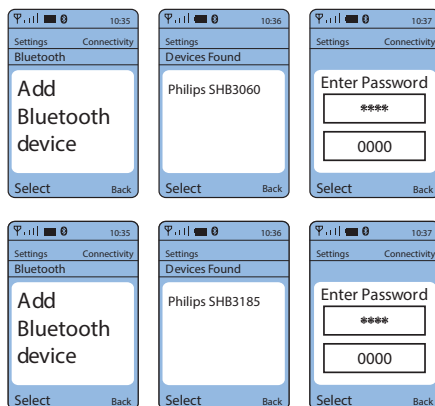 10:35
Settings Connectivity
Bluetooth
Add
Bluetooth
device
Select Back
10:36
Settings
Devices Found
Philips SHB3060
Select Back
10:37
Settings Connectivity
Enter Password
****
0000
Select Back
10:35
Settings Connectivity
Bluetooth
Add
Bluetooth
device
Select Back
10:36
Settings
Devices Found
Philips SHB3185
Select Back
10:37
Settings Connectivity
Enter Password
****
0000
Select Back